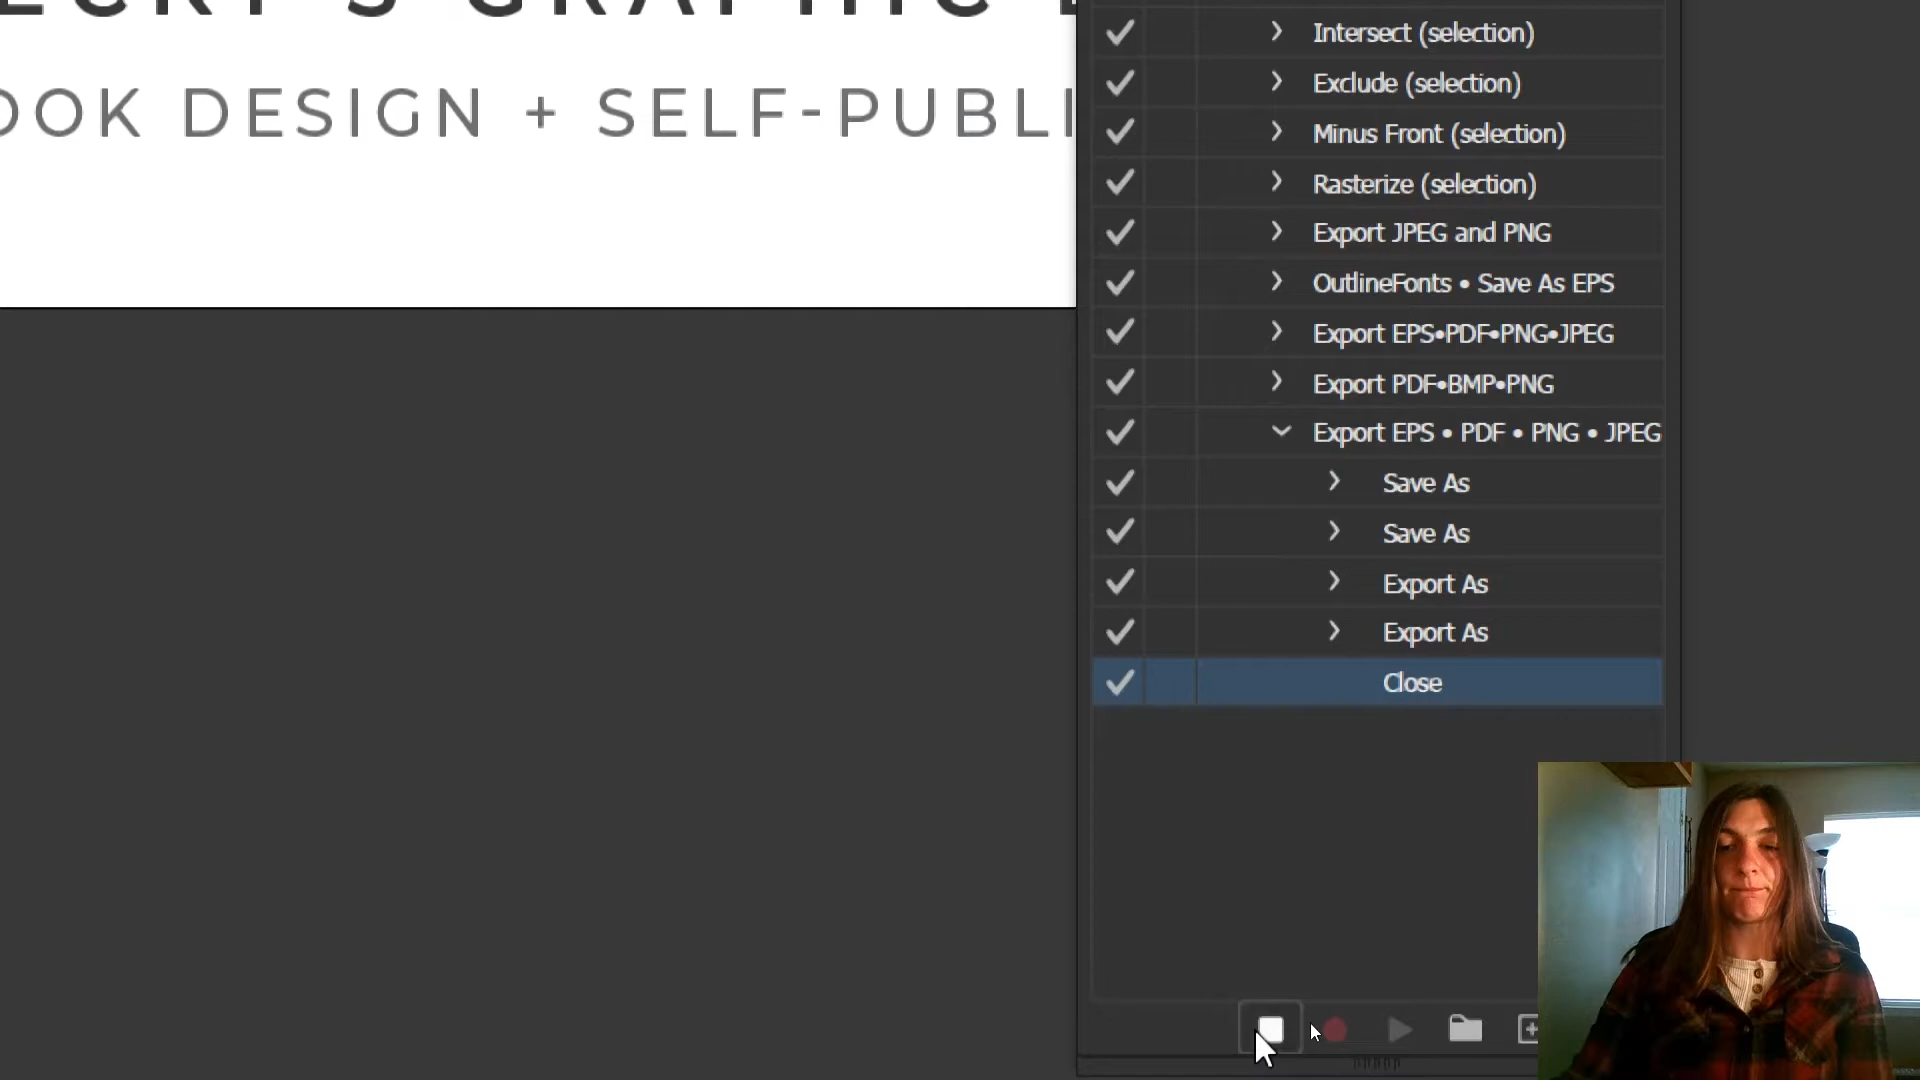 OOK DESIGN + SELF-PUBLI
Intersect (selection)
Exclude (selection)
Minus Front (selection)
Rasterize (selection)
Export JPEG and PNG
OutlineFonts • Save As EPS
Export EPS•PDF•PNG•JPEG
Export PDF•BMP•PNG
Export EPS • PDF • PNG • JPEG
Save As
Save As
Export As
Export As
Close